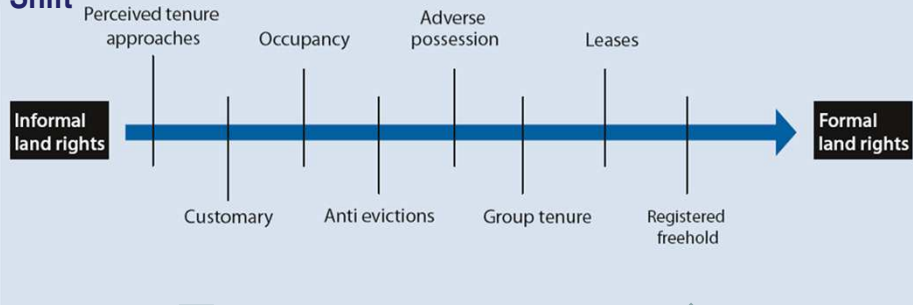 Shift
Perceived tenure
approaches
Occupancy
Adverse
possession
Leases
Informal
land rights
Formal
land rights
Customary
Anti evictions
Group tenure
Registered
freehold